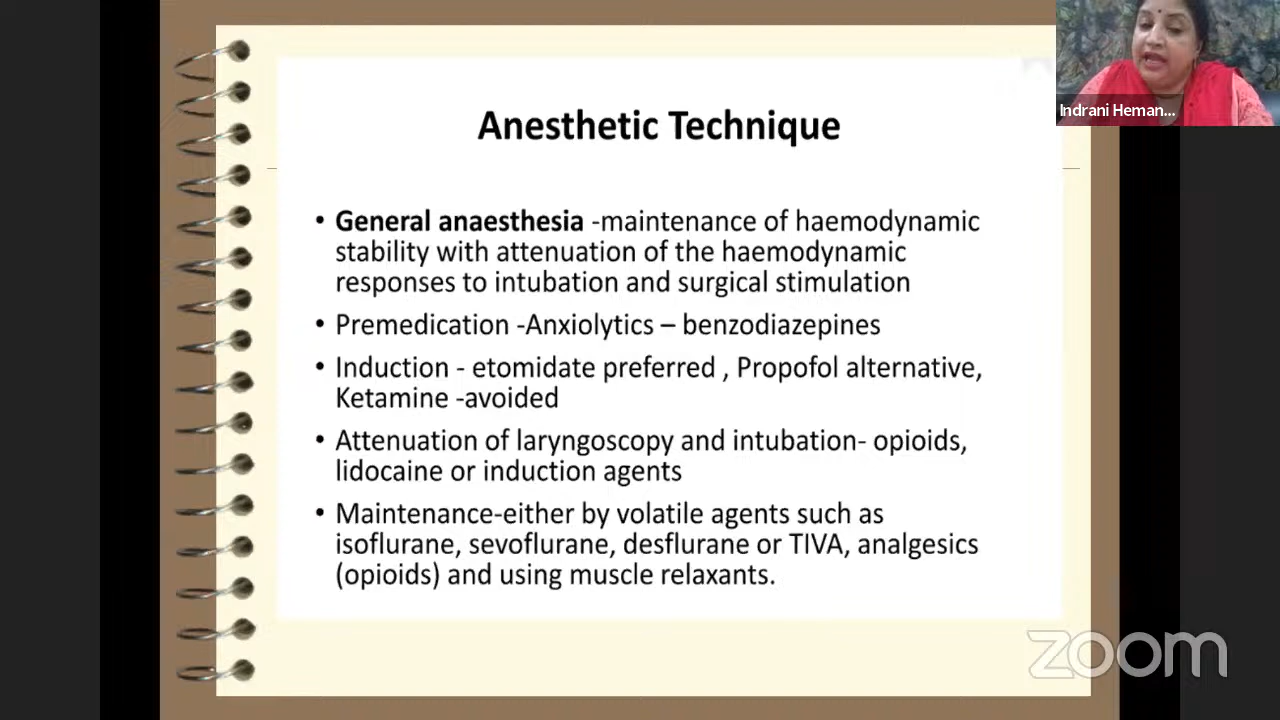 Indrani Heman...
Anesthetic Technique
• General anaesthesia -maintenance of haemodynamic
stability with attenuation of the haemodynamic
responses to intubation and surgical stimulation
• Premedication -Anxiolytics – benzodiazepines
• Induction - etomidate preferred , Propofol alternative,
Ketamine -avoided
• Attenuation of laryngoscopy and intubation- opioids,
lidocaine or induction agents
• Maintenance-either by volatile agents such as
isoflurane, sevoflurane, desflurane or TIVA, analgesics
(opioids) and using muscle relaxants.
zoom